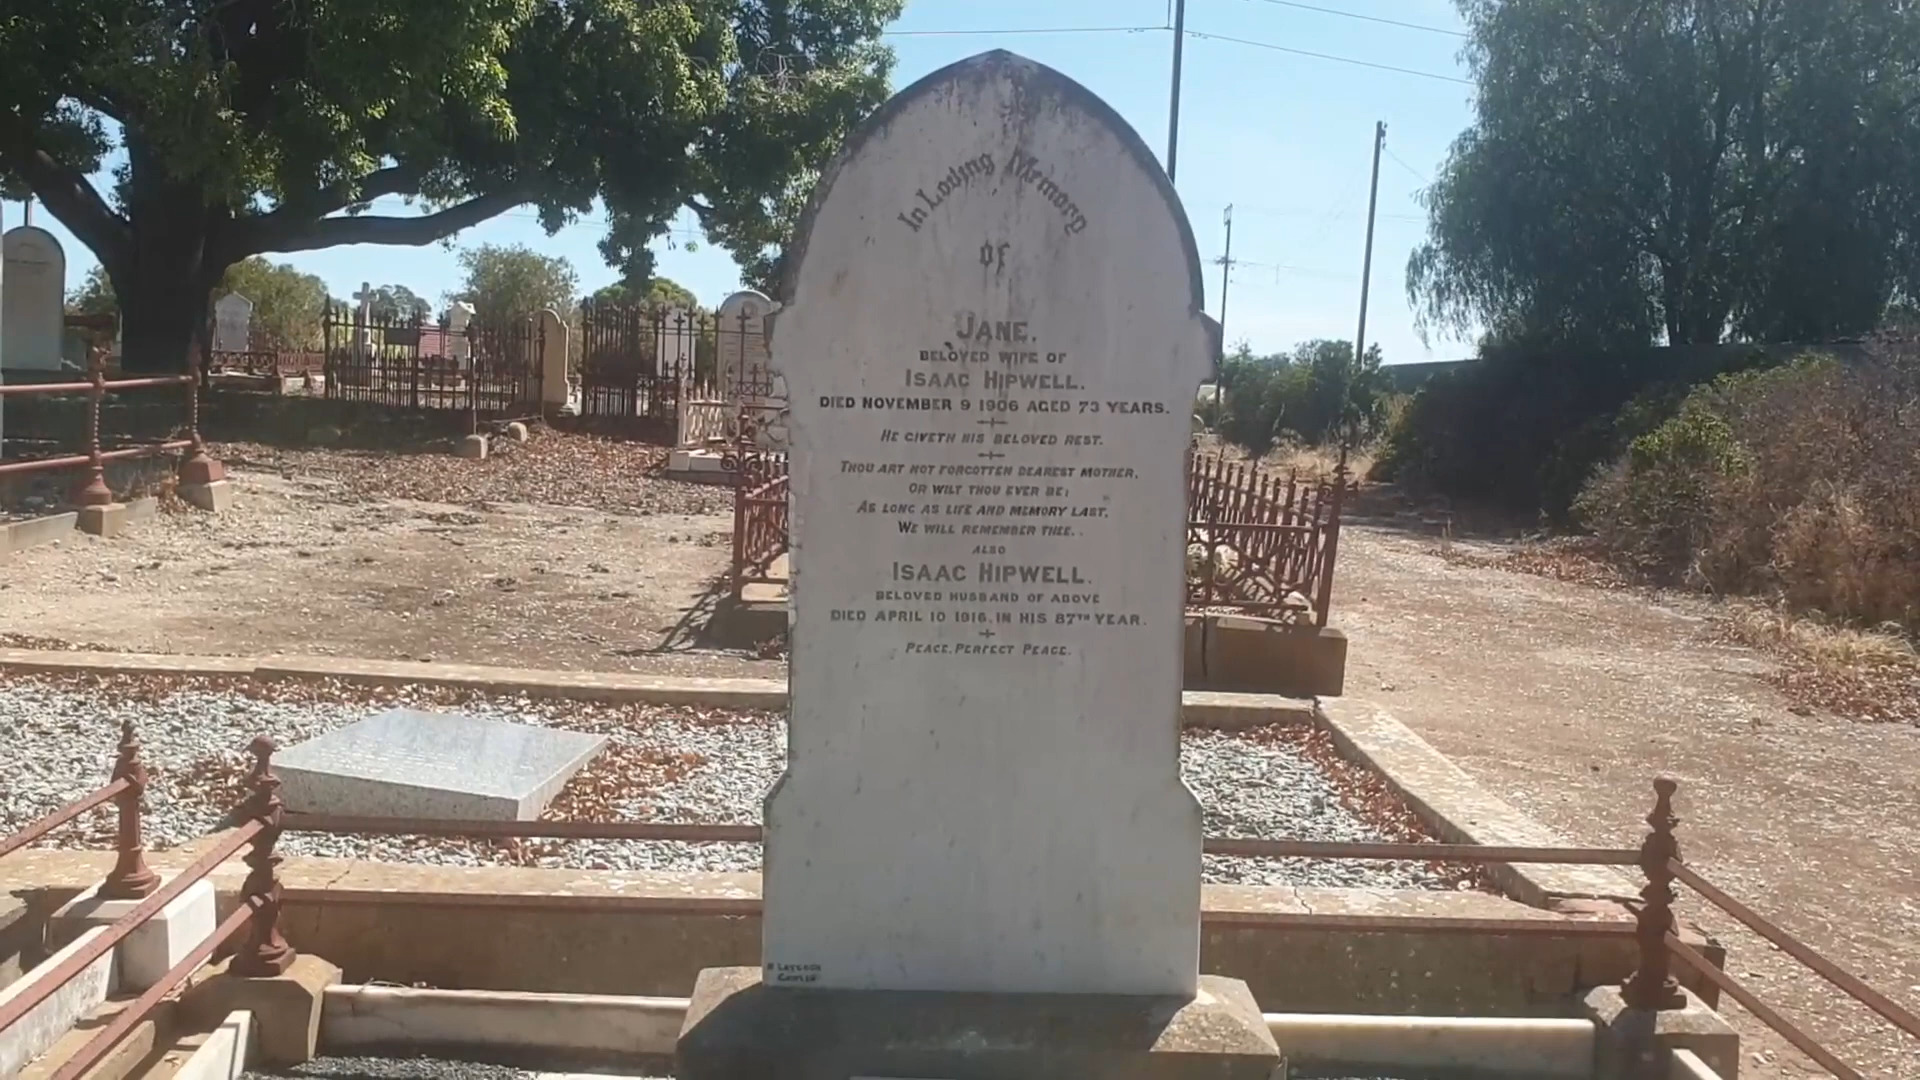 In Loving Memory
of
JANE.
BELOVED WIFE OF
ISAAC HIPWELL.
DIED NOVEMBER 9 1906 AGED 73 YEARS.
HE GIVETH HIS BELOVED REST.
THOU ART NOT FORGOTTEN DEAREST MOTHER,
OR WILT THOU EVER BE;
AS LONG AS LIFE AND MEMORY LAST,
WE WILL REMEMBER THEE..
ALSO
ISAAC HIPWELL.
BELOVED HUSBAND OF ABOVE
DIED APRIL 10 1916, IN HIS 87TH YEAR.
PEACE, PERFECT PEACE.